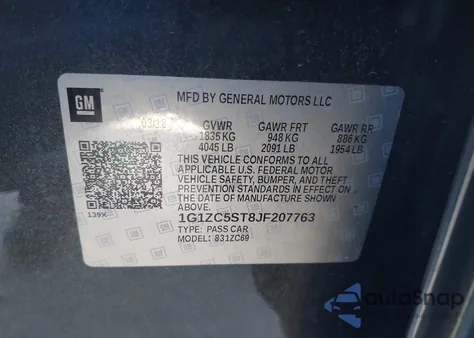 GM
MFD BY GENERAL MOTORS LLC
03/18 GVWR GAWR FRT GAWR RR
1835 KG 948 KG 886 KG
4045 LB 2091 LB 1954 LB
THIS VEHICLE CONFORMS TO ALL
APPLICABLE U.S. FEDERAL MOTOR
VEHICLE SAFETY, BUMPER, AND THEFT
PREVENTION STANDARDS IN EFFECT
ON THE DATE OF MANUFACTURE
SHOWN ABOVE.
139X
1G1ZC5ST8JF207763
TYPE: PASS CAR
MODEL: 831ZC69
autoSnap